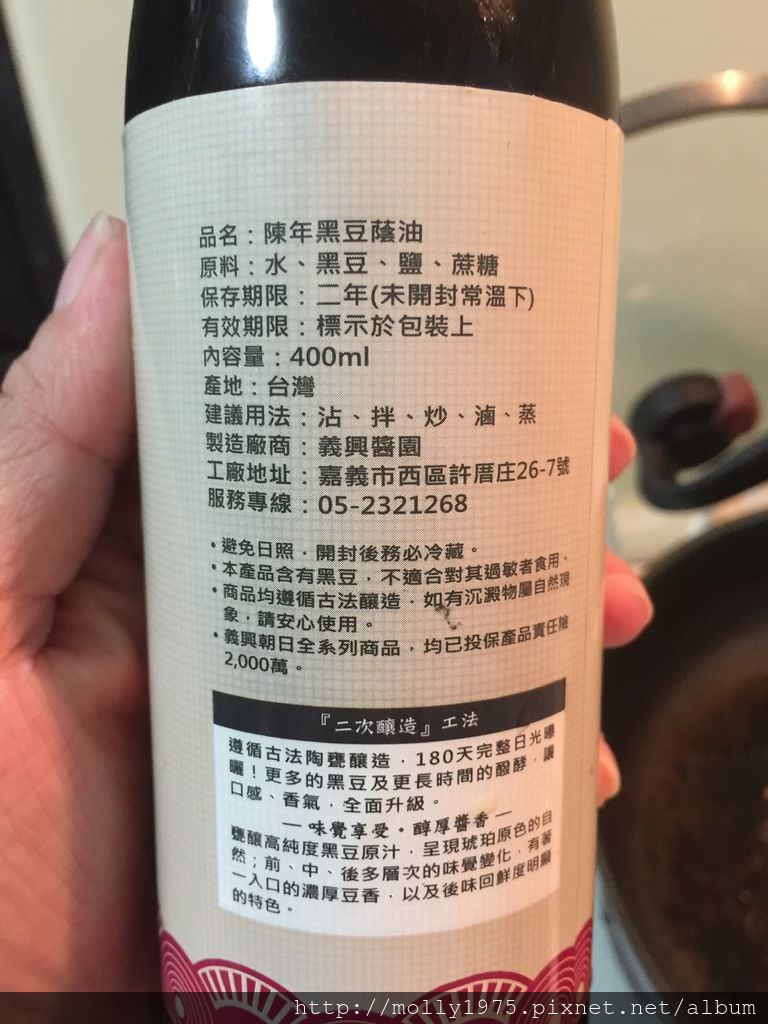 品名：陳年黑豆蔭油
原料：水、黑豆、鹽、蔗糖
保存期限：二年(未開封常溫下)
有效期限：標示於包裝上
內容量：400ml
產地：台灣
建議用法：沾、拌、炒、滷、蒸
製造廠商：義興醬園
工廠地址：嘉義市西區許厝庄26-7號
服務專線：05-2321268
•避免日照，開封後務必冷藏。
•本產品含有黑豆，不適合對其過敏者食用。
•商品均遵循古法釀造，如有沉澱物屬自然現
象，請安心使用。
•義興朝日全系列商品，均已投保產品責任險
2,000萬。
『二次釀造』工法
遵循古法陶甕釀造，180天完整日光曝
曬！更多的黑豆及更長時間的醱酵，讓
口感、香氣，全面升級。
—味覺享受。醇厚醬香—
甕釀高純度黑豆原汁，呈現琥珀原色的自
然；前、中、後多層次的味覺變化，有著
一入口的濃厚豆香，以及後味回鮮度明顯
的特色。
http://molly1975.pixnet.net/album